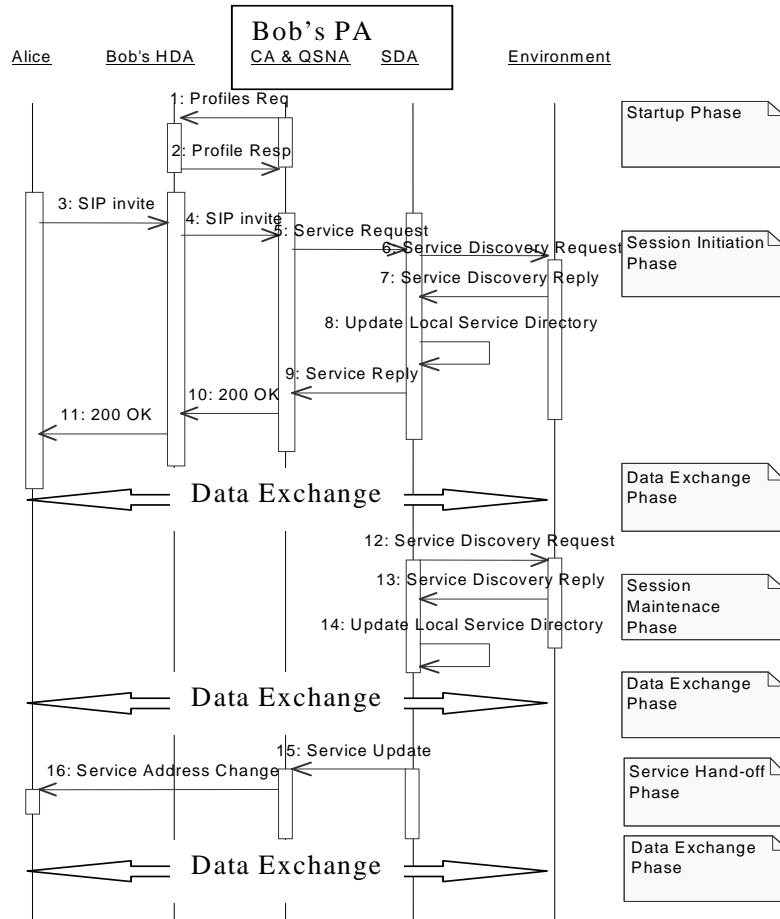 Bob's PA
Alice
Bob's HDA
CA & QSNA
SDA
Environment
1: Profiles Req
Startup Phase
2: Profile Resp
3: SIP invite
4: SIP invite
5: Service Request
6: Service Discovery Request
Session Initiation
Phase
7: Service Discovery Reply
8: Update Local Service Directory
9: Service Reply
10: 200 OK
11: 200 OK
Data Exchange
Data Exchange
Phase
12: Service Discovery Request
13: Service Discovery Reply
Session
Maintenace
Phase
14: Update Local Service Directory
Data Exchange
Data Exchange
Phase
15: Service Update
16: Service Address Change
Service Hand-off
Phase
Data Exchange
Data Exchange
Phase